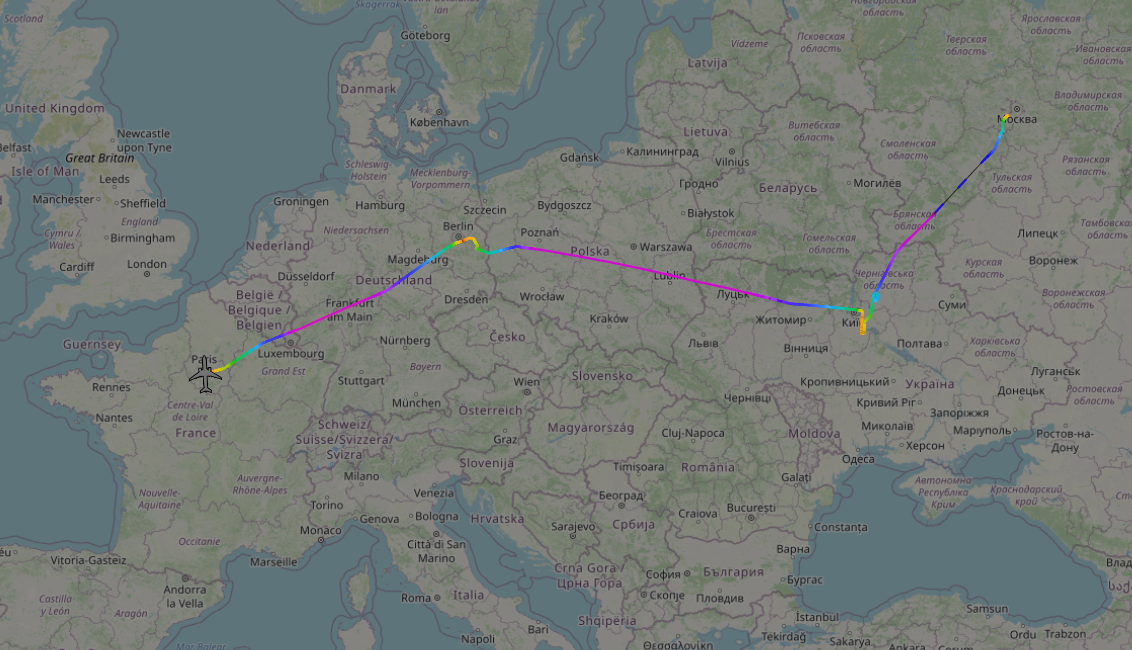 Skagerrak
Scotland
Göteborg
Новгородская
область
Ярославская
область
Псковская
область
Тверская
область
Ивановская
область
Vidzeme
Latvija
Danmark
United Kingdom
Владимирская
область
København
Москва
Newcastle
upon Tyne
Belfast
Great Britain
Isle of Man
Lietuva
Витебская
область
Смоленская
область
Рязанская
область
Gdańsk
Калининград
Vilnius
Leeds
Schleswig-
Holstein
Mecklenburg-
Vorpommern
Тульская
область
Manchester
Sheffield
Гродно
Беларусь
Могилёв
Groningen
Hamburg
Szczecin
Bydgoszcz
Białystok
Брянская
область
Тамбовская
область
England
Cymru /
Wales
Birmingham
Niedersachsen
Berlin
Poznań
Брестская
область
Гомельская
область
Липецк
Nederland
Polska
Warszawa
Курская
область
Воронеж
Cardiff
London
Magdeburg
Düsseldorf
Deutschland
Lublin
Чернігівська
область
België
Belgique /
Belgien
Frankfurt
am Main
Dresden
Wrocław
Луцьк
Суми
Воронежская
область
Kraków
Житомир
Київ
Guernsey
Česko
Nürnberg
Львів
Вінниця
Полтава
Харківська
область
Paris
Luxembourg
Grand Est
Bayern
Rennes
Stuttgart
Wien
Slovensko
Кропивницький
Україна
Луганськ
Донецьк
Ростовская
область
Centre-Val
de Loire
München
Österreich
Чернівці
Кривий Ріг
Запоріжжя
Nantes
France
Schweiz/
Suisse/Svizzera/
Svizra
Graz
Magyarország
Cluj-Napoca
Moldova
Миколаїв
Маріуполь
Ростов-на-
Дону
Херсон
Одеса
Slovenija
Timișoara
România
Milano
Galați
Auvergne-
Rhône-Alpes
Nouvelle-
Aquitaine
Venezia
Београд
Автономна
Республіка
Крим
Краснодарский
край
Torino
Genova
Bologna
Hrvatska
Craiova
București
Monaco
Sarajevo
Србија
Constanța
Occitanie
Città di San
Marino
Варна
Vitoria-Gasteiz
Marseille
Crna Gora /
Црна Гора
София
България
Бургас
Andorra
la Vella
Roma
Italia
Скопје
Пловдив
Castilla
y León
Aragón
Shqipëria
İstanbul
Samsun
Bari
Napoli
Tekirdağ
Sakarya
Ordu
Trabzon
Θεσσαλονίκη
Ankara
Mar Balear